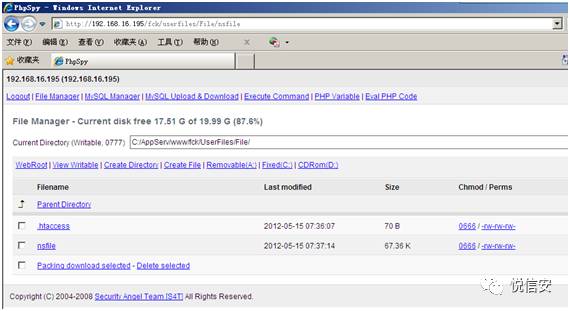 PhpSpy - Windows Internet Explorer
http://192.168.16.195/fck/userfiles/File/nsfile
文件(F) 编辑(E) 查看(V) 收藏夹(A) 工具(T) 帮助(H)
收藏夹 PhpSpy
192.168.16.195 (192.168.16.195)
Logout | File Manager | MySQL Manager | MySQL Upload & Download | Execute Command | PHP Variable | Eval PHP Code
File Manager - Current disk free 17.51 G of 19.99 G (87.6%)
Current Directory (Writable, 0777) C:/AppServ/www/fck/UserFiles/File/
WebRoot | View Writable | Create Directory | Create File | Removable(A:) | Fixed(C:) | CDRom(D:)
Filename Last modified Size Chmod / Perms
Parent Directory
.htaccess 2012-05-15 07:36:07 70 B 0666 / -rw-rw-rw-
nsfile 2012-05-15 07:37:14 67.36 K 0666 / -rw-rw-rw-
Packing download selected - Delete selected
Copyright (C) 2004-2008 Security Angel Team [S4T] All Rights Reserved.
悦信安